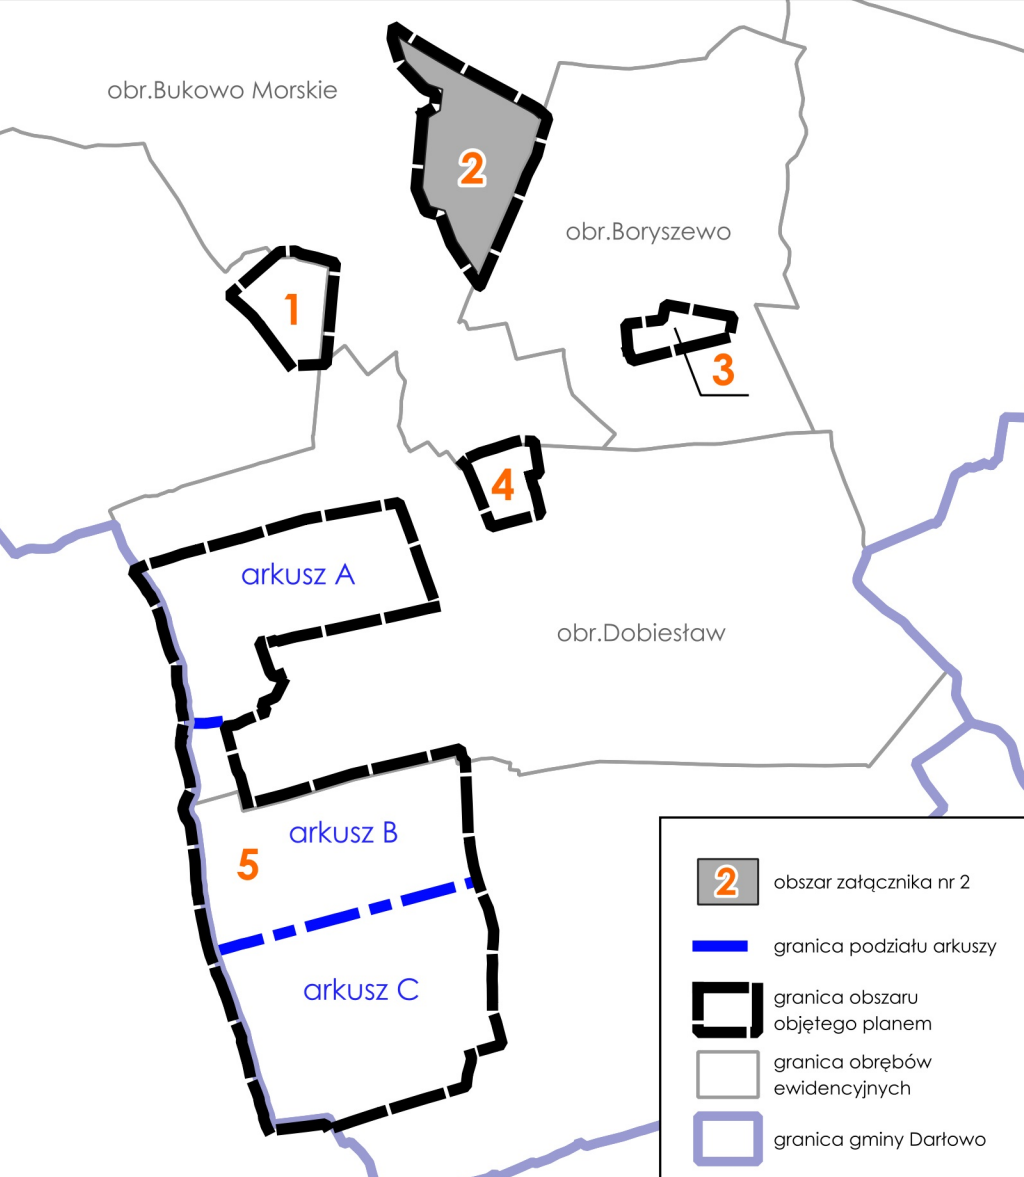 obr.Bukowo Morskie
2
obr.Boryszewo
1
3
4
arkusz A
obr.Dobiesław
arkusz B
5
arkusz C
2 obszar załącznika nr 2
granica podziału arkuszy
granica obszaru
objętego planem
granica obrębów
ewidencyjnych
granica gminy Darłowo